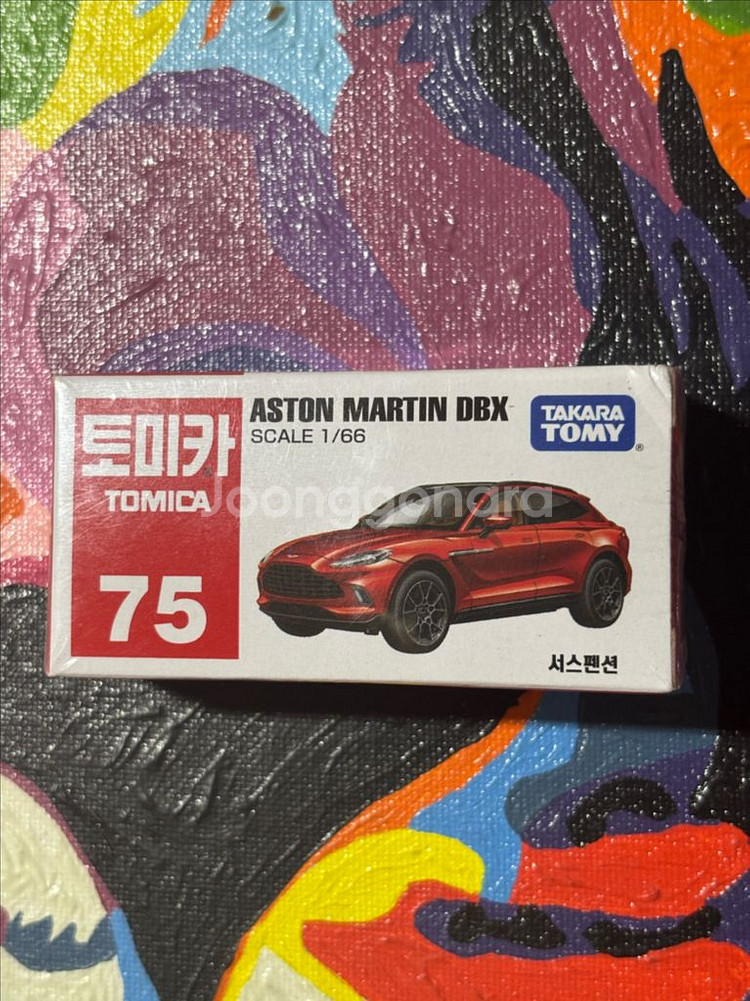 토미카
TOMICA
75
ASTON MARTIN DBX
SCALE 1/66
TAKARA
TOMY
®
Joonggonara
서스펜션